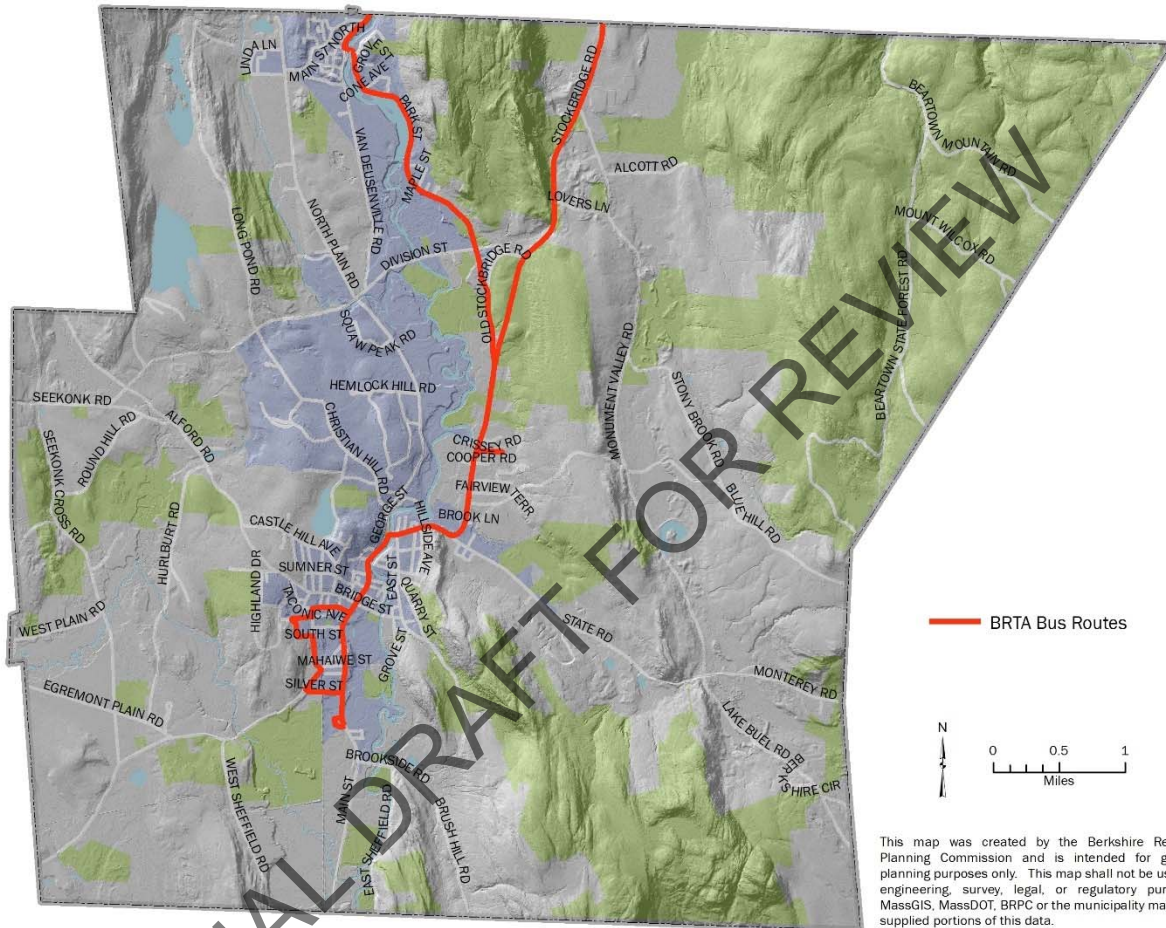 LINDA LN
MAIN ST
NORTH
GROVE ST
CONE AVE
PARK ST
MAPLE ST
STOCKBRIDGE RD
BEARTOWN MOUNTAIN RD
ALCOTT RD
LOVERS LN
MOUNT WILCOX RD
LONG POND RD
NORTH PLAIN RD
VAN DEUSENVILLE RD
DIVISION ST
OLD STOCKBRIDGE RD
BEARTOWN STATE FOREST RD
SQUAW PEAK RD
HEMLOCK HILL RD
MONUMENT VALLEY RD
STONY BROOK RD
SEEKONK RD
ROUND HILL RD
ALFORD RD
SEEKONK CROSS RD
CHRISTIAN HILL RD
CRISSEY RD
COOPER RD
FAIRVIEW TERR
BLUE HILL RD
HURLBURT RD
CASTLE HILL AVE
GEORGE ST
HILLSIDE AVE
BROOK LN
SUMNER ST
HIGHLAND DR
EAST ST
BRIDGE ST
QUARRY ST
TACONIC AVE
WEST PLAIN RD
SOUTH ST
STATE RD
MAHAIWE ST
GROVE ST
SILVER ST
MONTEREY RD
EGREMONT PLAIN RD
LAKE BUEL RD
BERKSHIRE CIR
BROOKSIDE RD
WEST SHEFFIELD RD
MAIN ST
EAST SHEFFIELD RD
BRUSH HILL RD
BRTA Bus Routes
N
0 0.5 1
Miles
This map was created by the Berkshire Re
Planning Commission and is intended for g
planning purposes only. This map shall not be us
engineering, survey, legal, or regulatory pur
MassGIS, MassDOT, BRPC or the municipality ma
supplied portions of this data.
AL DRAFT FOR REVIEW